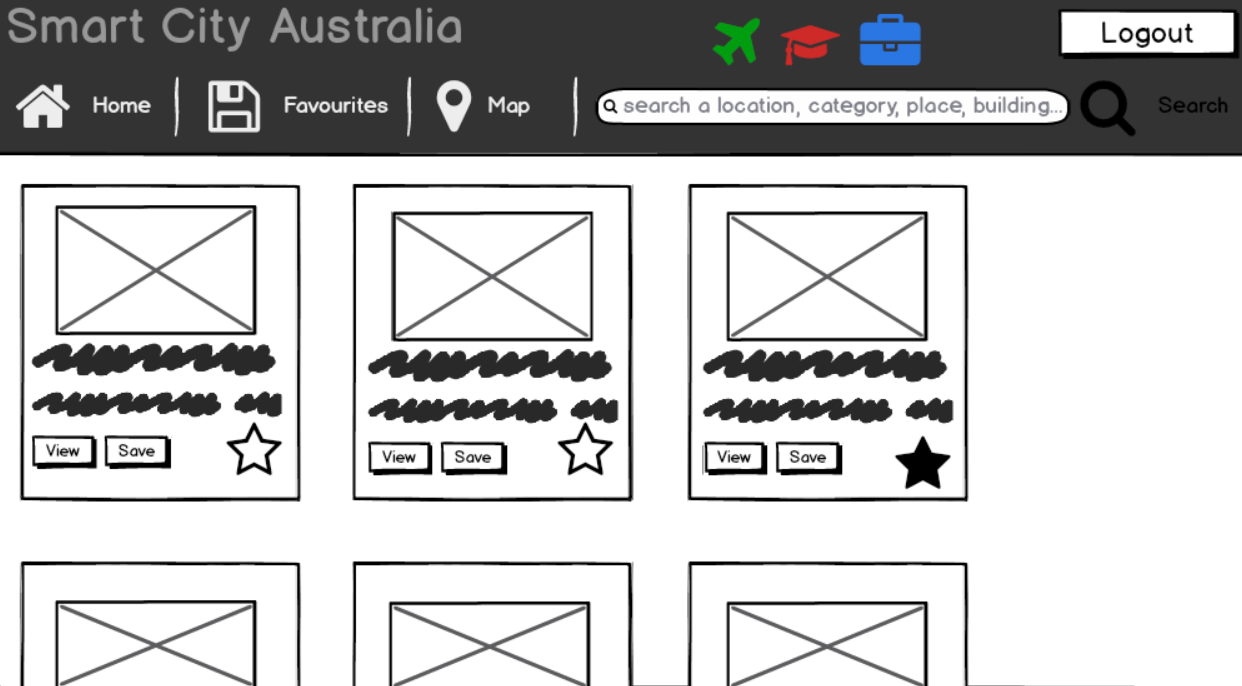 Smart City Australia
Logout
Home
Favourites
Map
search a location, category, place, building...
Search
View Save
View Save
View Save